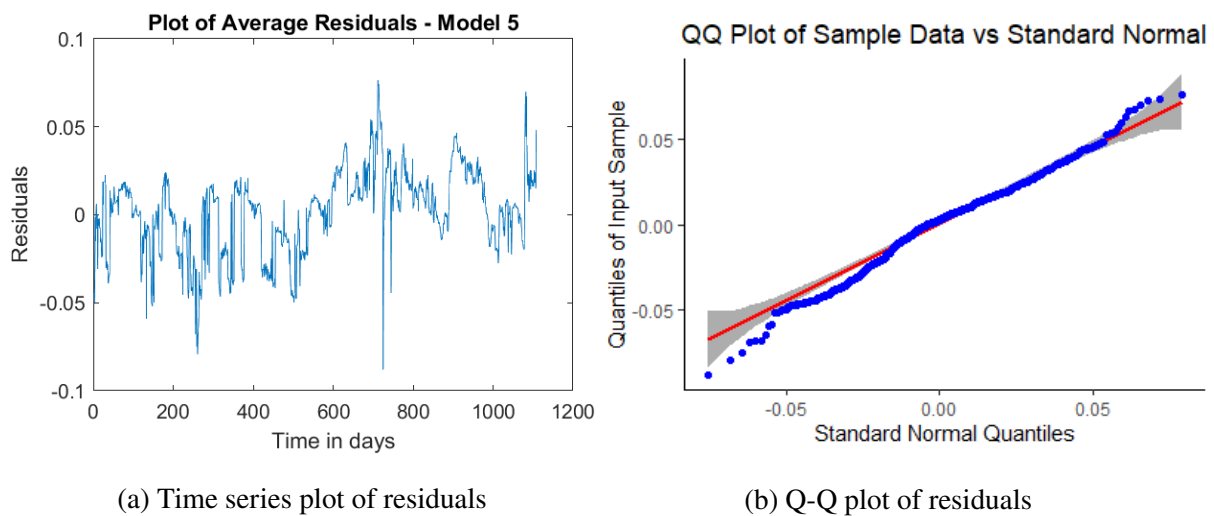 Plot of Average Residuals - Model 5
0.1
0.05
0
-0.05
-0.1
Residuals
0 200 400 600 800 1000 1200
Time in days
(a) Time series plot of residuals
QQ Plot of Sample Data vs Standard Normal
0.05
0.00
-0.05
Quantiles of Input Sample
-0.05 0.00 0.05
Standard Normal Quantiles
(b) Q-Q plot of residuals